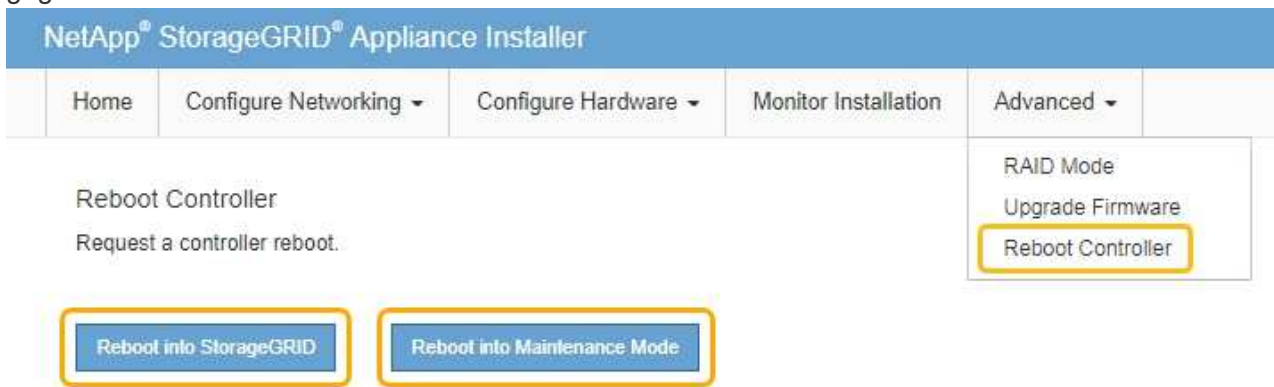 NetApp® StorageGRID® Appliance Installer
Home Configure Networking Configure Hardware Monitor Installation Advanced
RAID Mode
Upgrade Firmware
Reboot Controller
Reboot Controller
Request a controller reboot.
Reboot into StorageGRID Reboot into Maintenance Mode